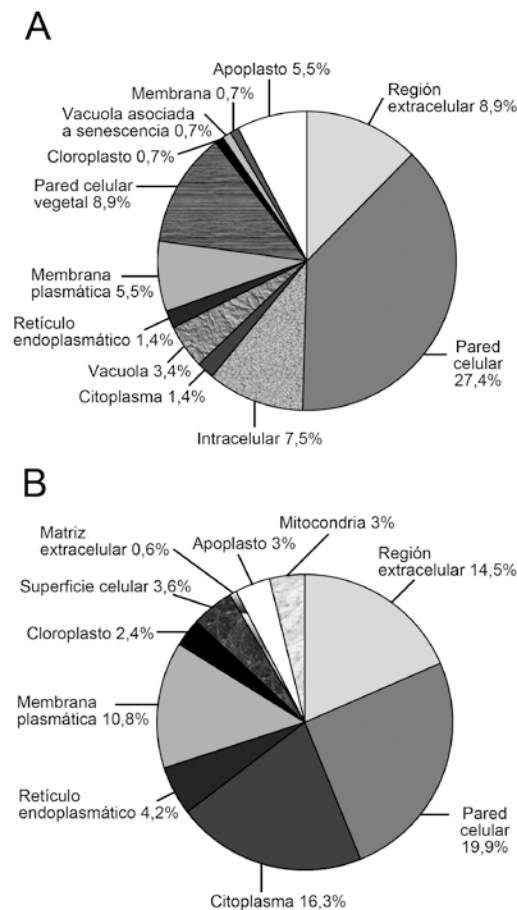 A
Apoplasto 5,5%
Membrana 0,7%
Vacuola asociada
a senescencia 0,7%
Cloroplasto 0,7%
Pared celular
vegetal 8,9%
Membrana
plasmática
5,5%
Retículo
endoplasmático
1,4%
Vacuola 3,4%
Citoplasma 1,4%
Intracelular 7,5%
Pared
celular
27,4%
Región
extracelular 8,9%
B
Mitocondria 3%
Apoplasto 3%
Matriz
extracelular 0,6%
Superficie celular 3,6%
Cloroplasto 2,4%
Membrana
plasmática 10,8%
Retículo
endoplasmático 4,2%
Citoplasma 16,3%
Pared
celular
19,9%
Región
extracelular 14,5%